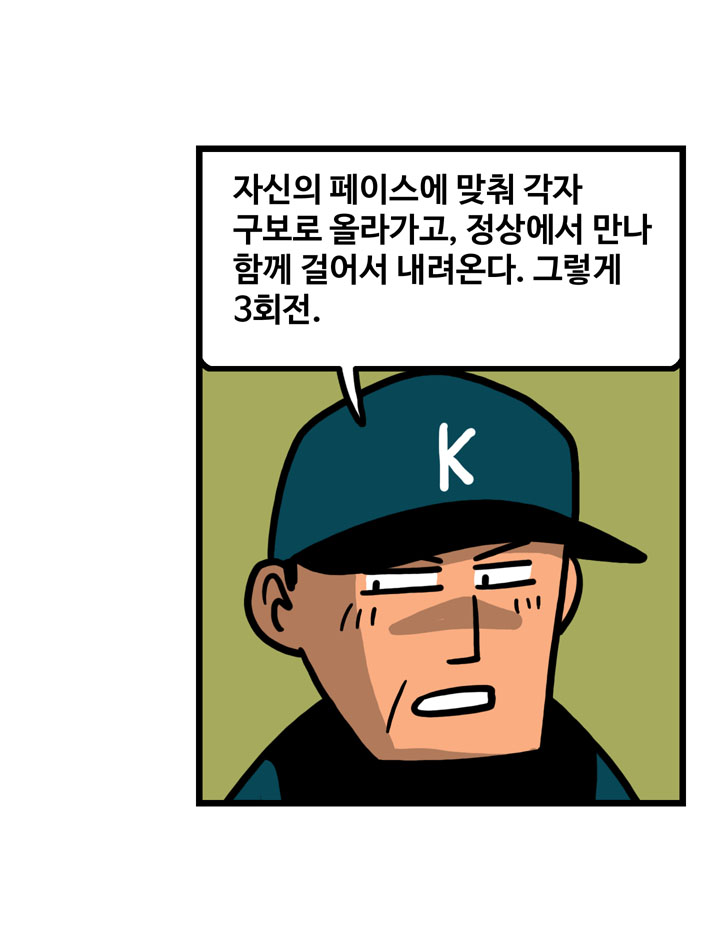 자신의 페이스에 맞춰 각자
구보로 올라가고, 정상에서 만나
함께 걸어서 내려온다. 그렇게
3회전.
K